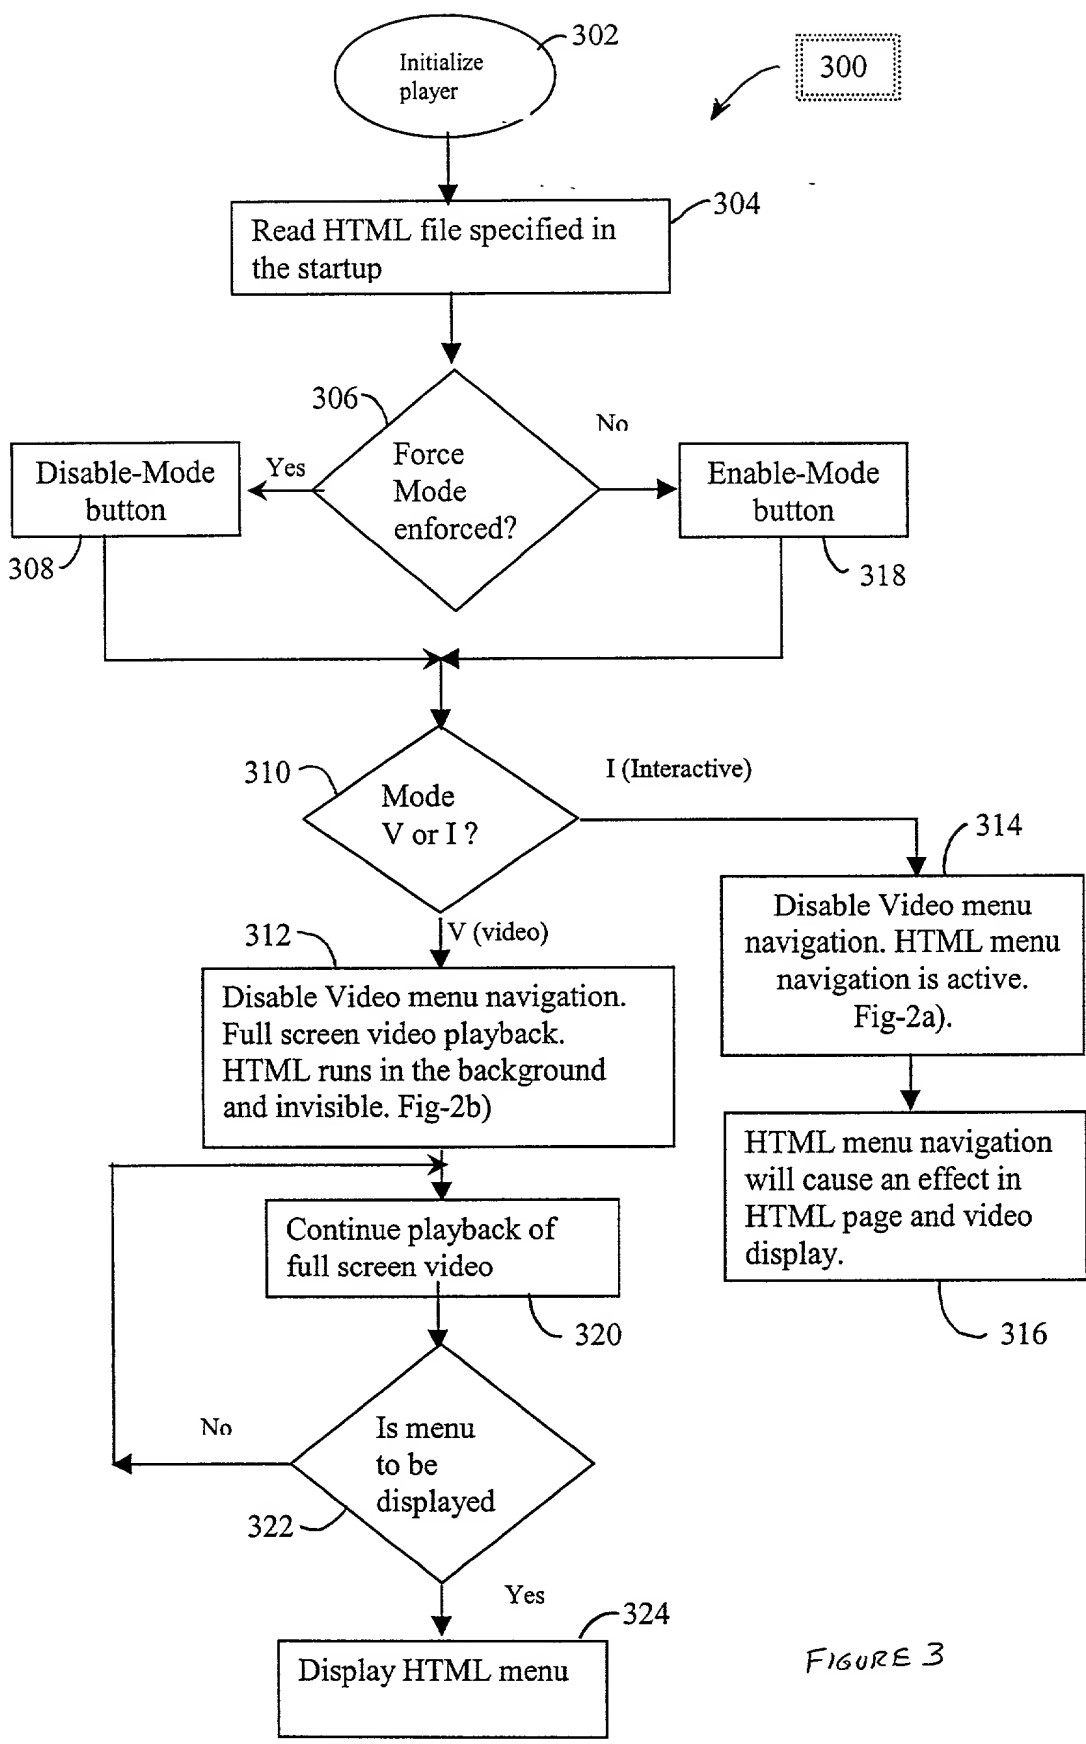 302
300
Initialize
player
304
Read HTML file specified in
the startup
306
No
Yes
Force
Mode
enforced?
Disable-Mode
button
Enable-Mode
button
308
318
310
I (Interactive)
Mode
V or I ?
314
312
V (video)
Disable Video menu
navigation. HTML menu
navigation is active.
Fig-2a).
Disable Video menu navigation.
Full screen video playback.
HTML runs in the background
and invisible. Fig-2b)
HTML menu navigation
will cause an effect in
HTML page and video
display.
Continue playback of
full screen video
320
316
No
Is menu
to be
displayed
322
Yes
324
Display HTML menu
FIGURE 3